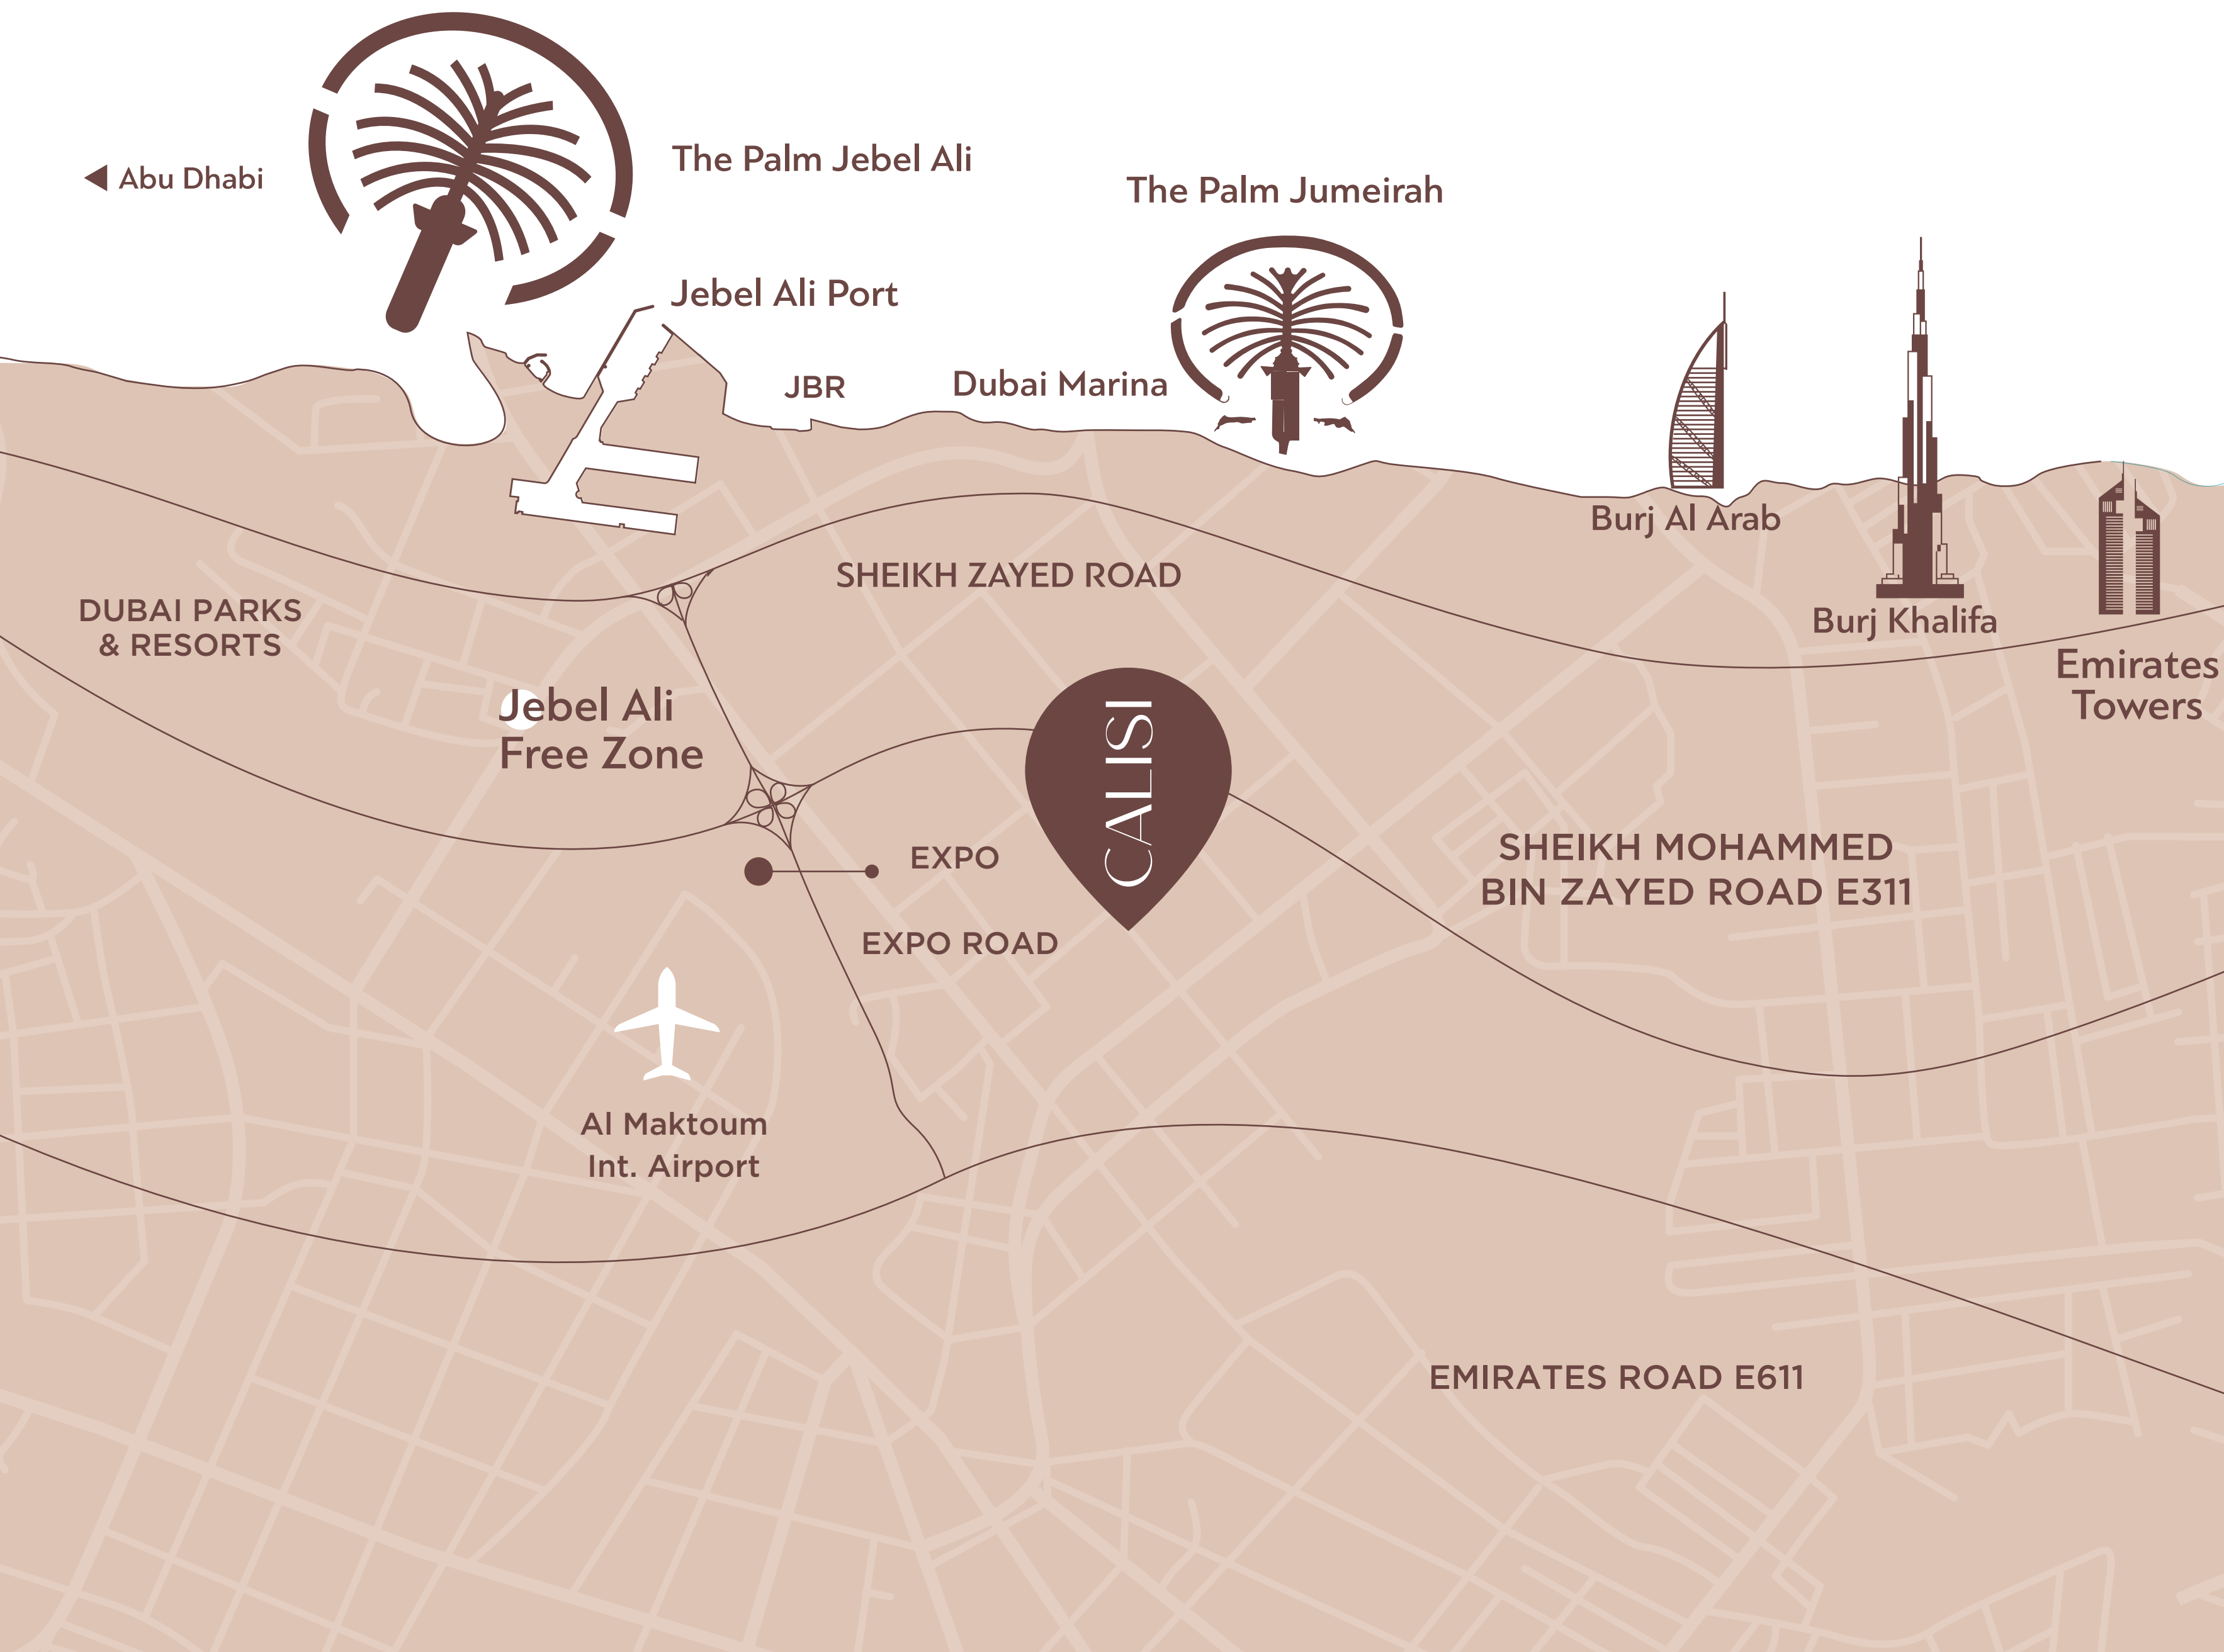 The Palm Jebel Ali
Abu Dhabi
The Palm Jumeirah
Jebel Ali Port
JBR
Dubai Marina
Burj Al Arab
SHEIKH ZAYED ROAD
DUBAI PARKS
& RESORTS
Burj Khalifa
Emirates
Towers
Jebel Ali
Free Zone
CALISI
EXPO
SHEIKH MOHAMMED
BIN ZAYED ROAD E311
EXPO ROAD
Al Maktoum
Int. Airport
EMIRATES ROAD E611